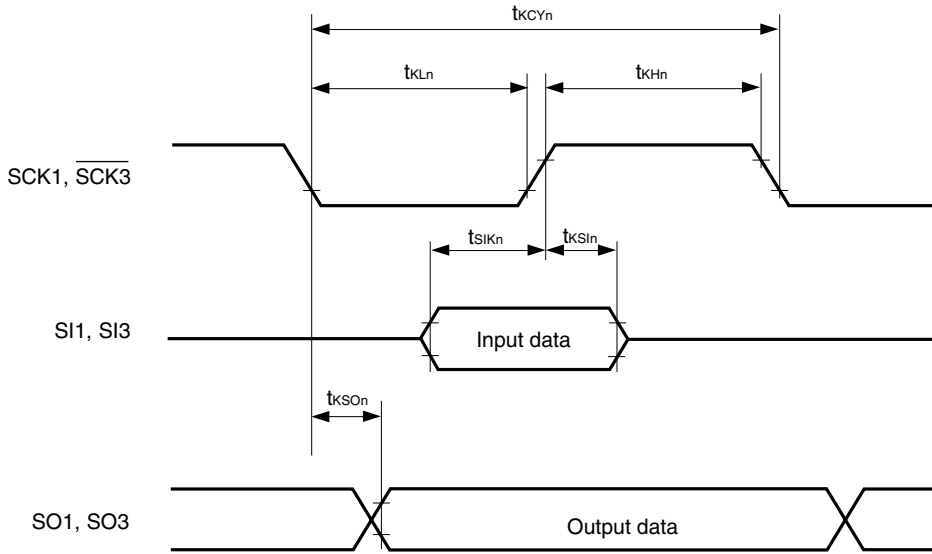 tKCYn
tKLn tKHn
SCK1, SCK3
tSIKn tKSIn
SI1, SI3 Input data
tKSOn
SO1, SO3 Output data